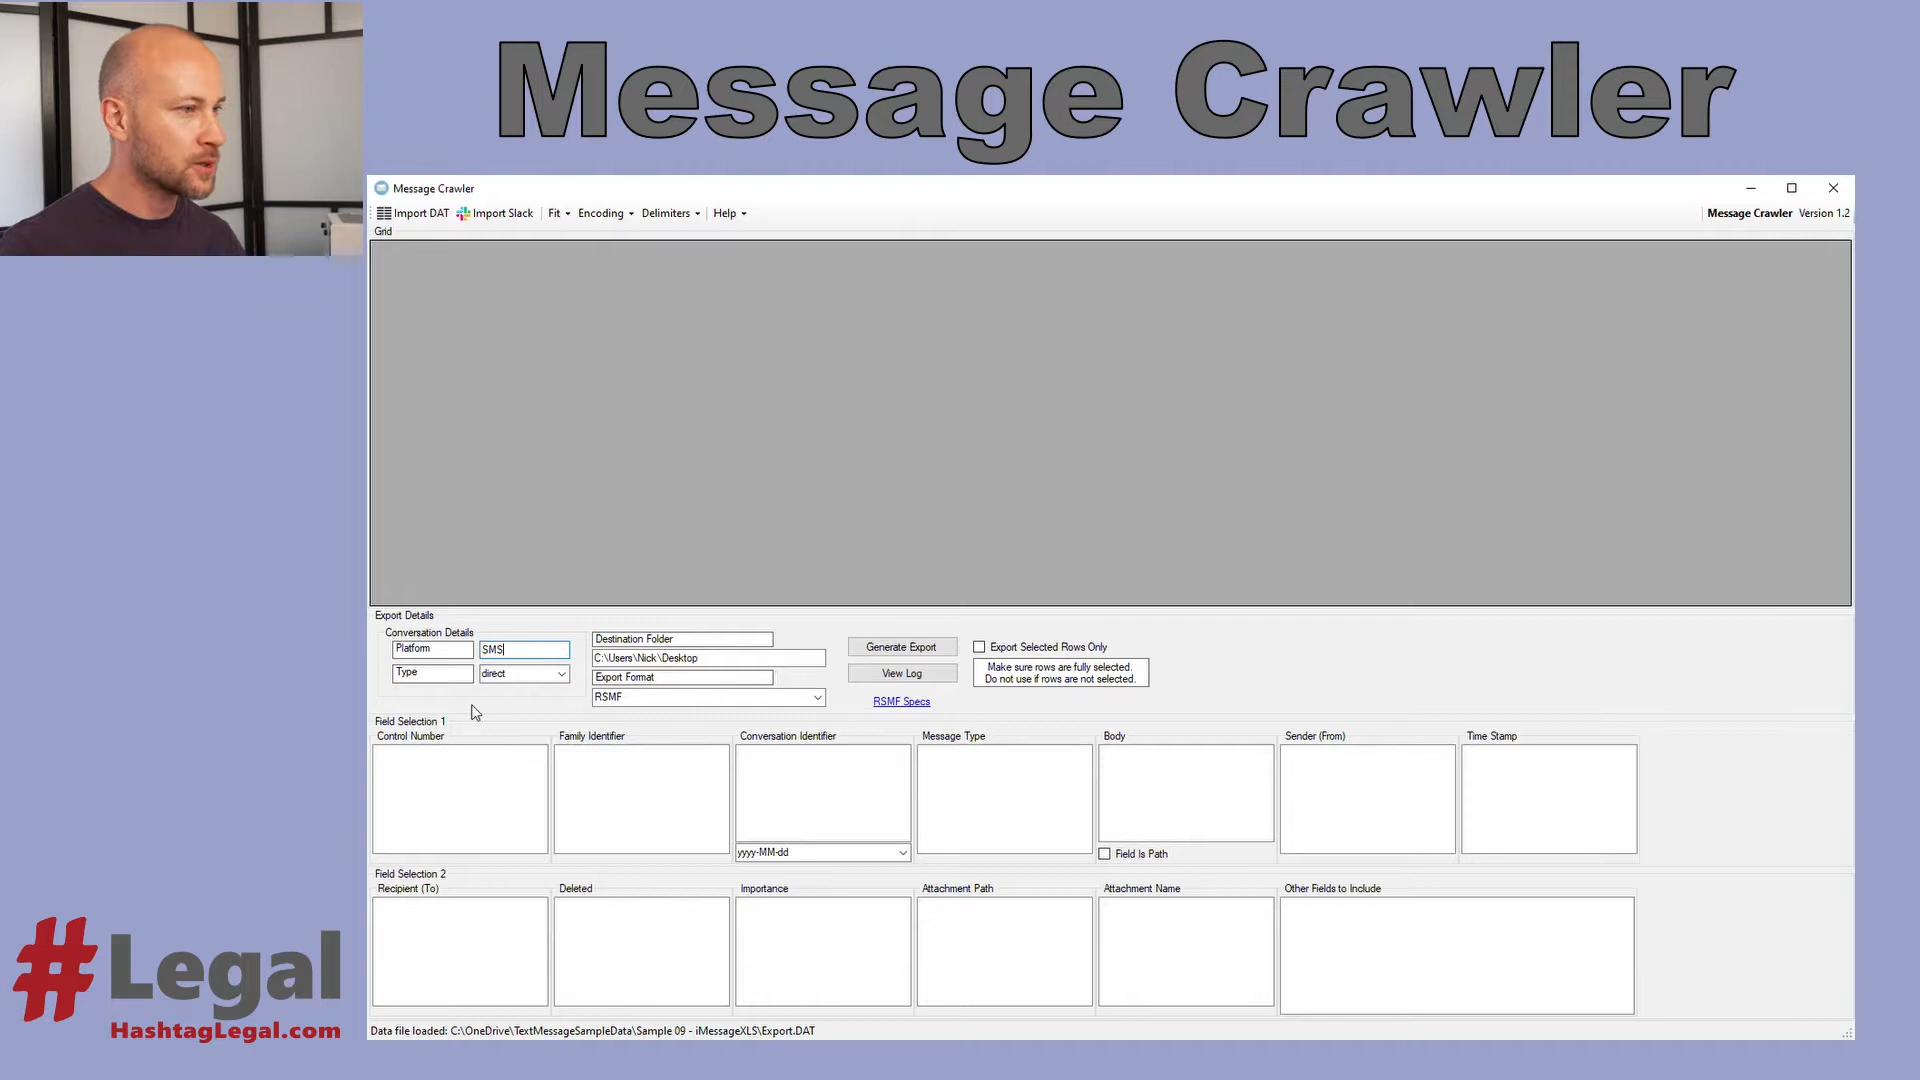 Message Crawler
Message Crawler
Import DAT Import Slack Fit Encoding Delimiters Help Message Crawler Version 1.2
Grid
Export Details
Conversation Details
Platform SMS
Type direct
Destination Folder
C:\Users\Nick\Desktop
Export Format
RSMF
Generate Export
View Log
RSMF Specs
Export Selected Rows Only
Make sure rows are fully selected.
Do not use if rows are not selected.
Field Selection 1
Control Number Family Identifier Conversation Identifier Message Type Body Sender (From) Time Stamp
yyyy-MM-dd Field Is Path
Field Selection 2
Recipient (To) Deleted Importance Attachment Path Attachment Name Other Fields to Include
Data file loaded: C:\OneDrive\TextMessageSampleData\Sample 09 - iMessageXLS\Export.DAT
#Legal
HashtagLegal.com